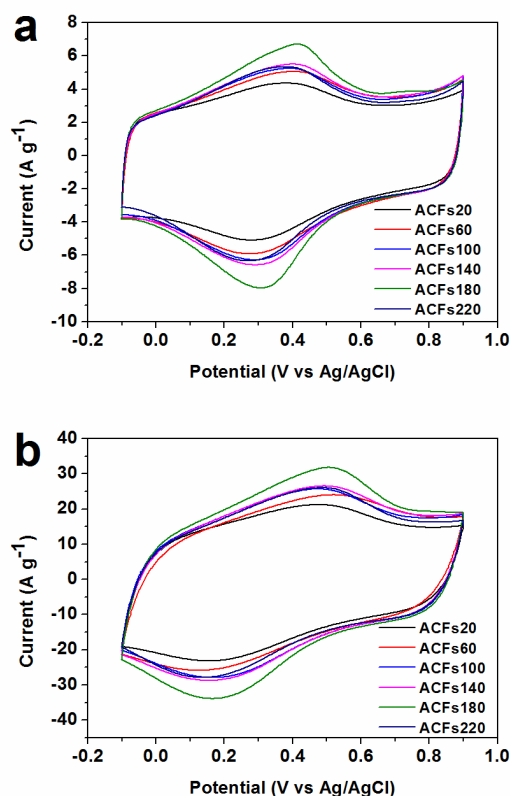 a
8
6
4
2
0
-2
-4
-6
-8
-10
Current (A g⁻¹)
ACFs20
ACFs60
ACFs100
ACFs140
ACFs180
ACFs220
-0.2 0.0 0.2 0.4 0.6 0.8 1.0
Potential (V vs Ag/AgCl)
b
40
30
20
10
0
-10
-20
-30
-40
Current (A g⁻¹)
ACFs20
ACFs60
ACFs100
ACFs140
ACFs180
ACFs220
-0.2 0.0 0.2 0.4 0.6 0.8 1.0
Potential (V vs Ag/AgCl)